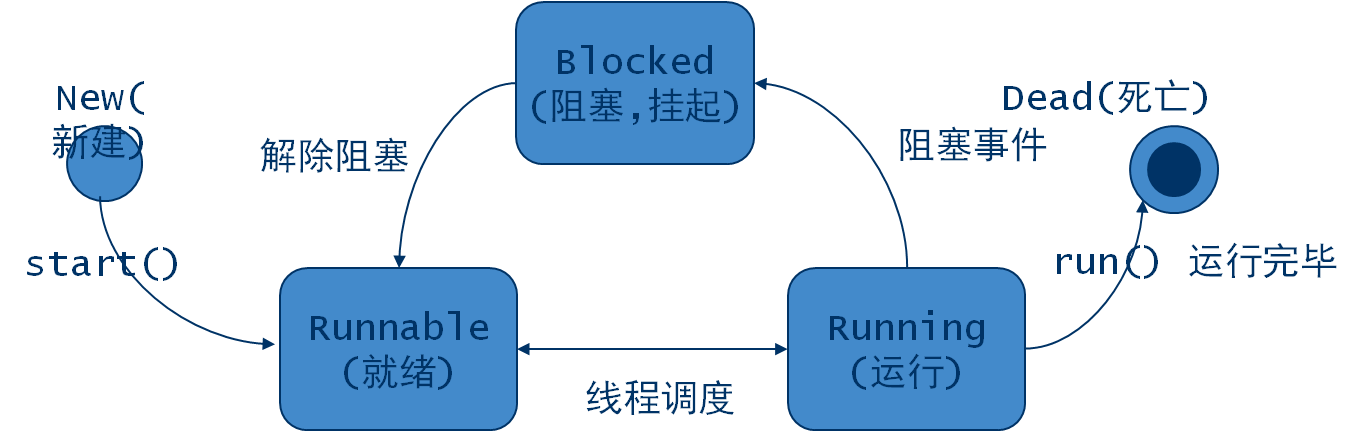 Blocked
(阻塞,挂起)
New(
新建)
Dead(死亡)
解除阻塞
阻塞事件
start()
run() 运行完毕
Runnable
(就绪)
Running
(运行)
线程调度